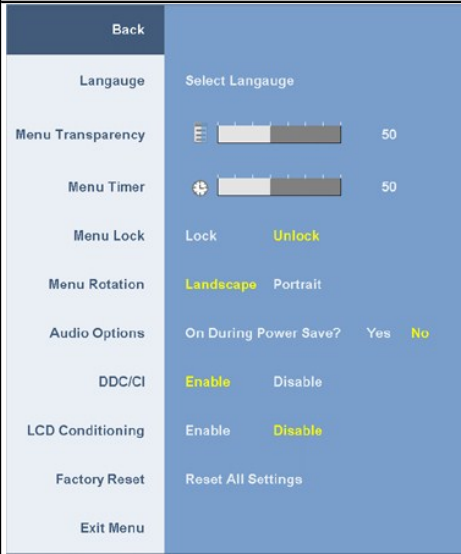 Back
Langauge Select Langauge
Menu Transparency 50
Menu Timer 50
Menu Lock Lock Unlock
Menu Rotation Landscape Portrait
Audio Options On During Power Save? Yes No
DDC/CI Enable Disable
LCD Conditioning Enable Disable
Factory Reset Reset All Settings
Exit Menu